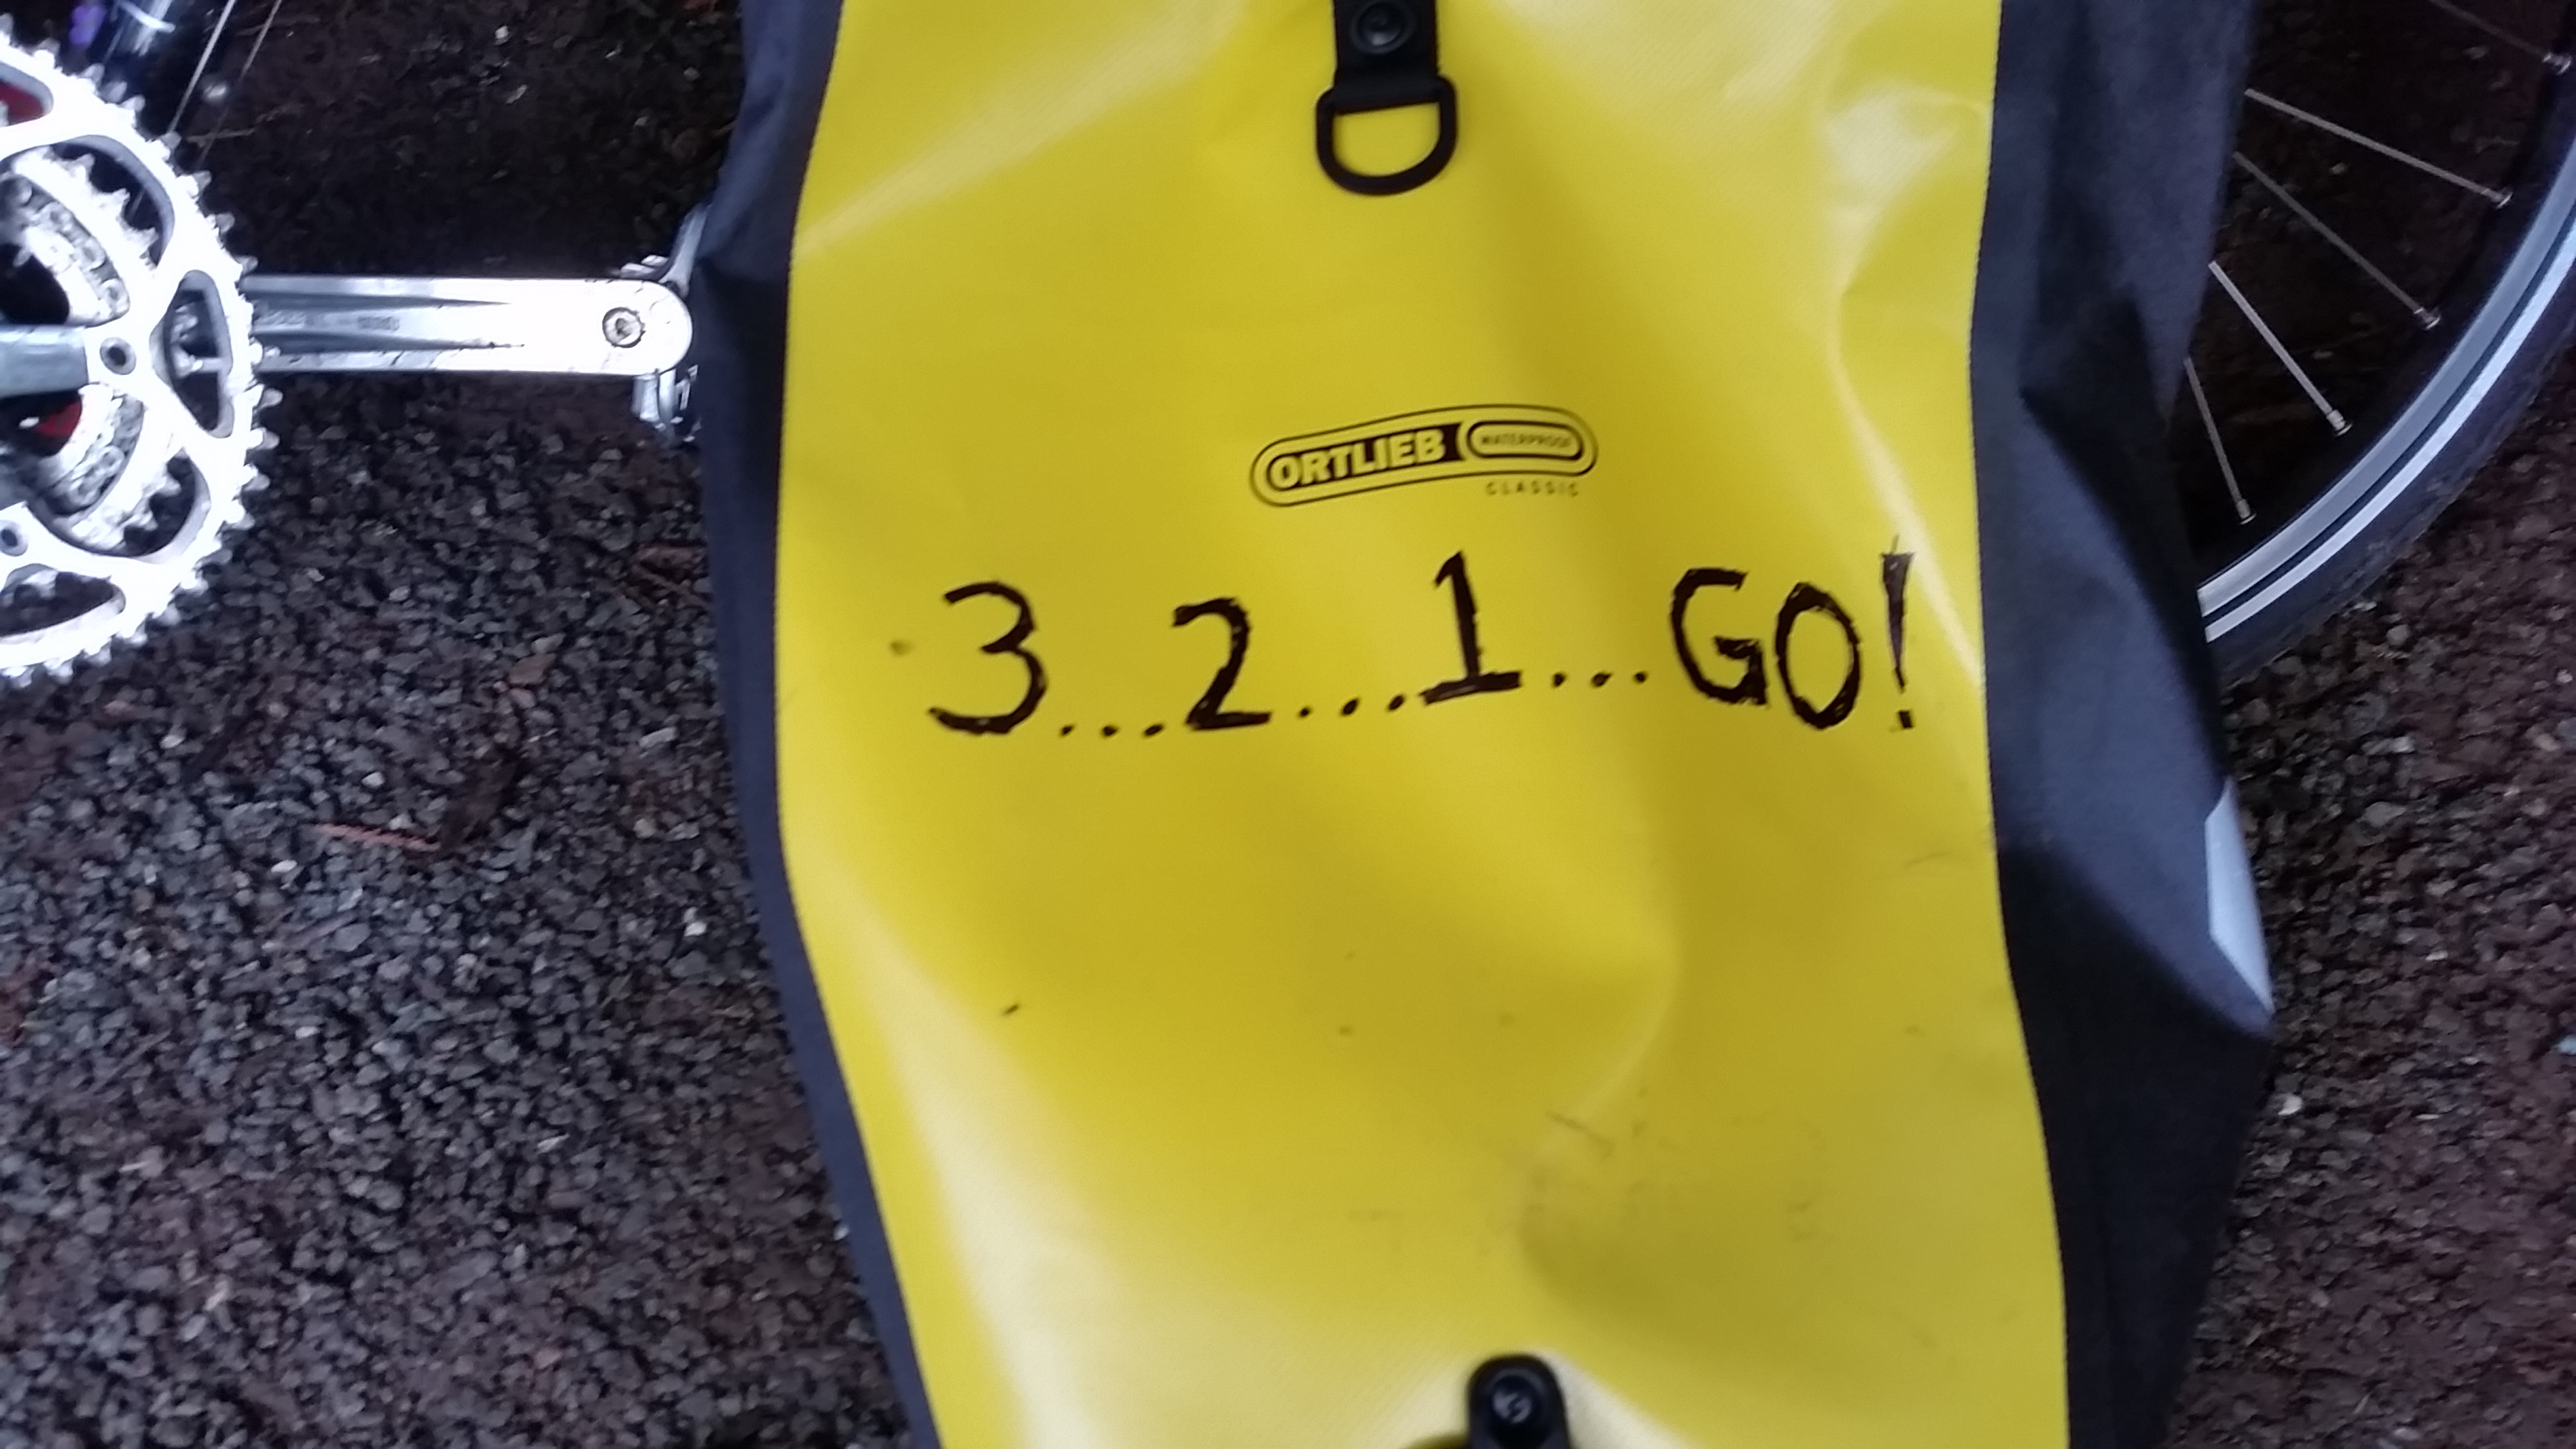 ORTLIEB WATERPROOF
CLASSIC
3...2...1...GO!